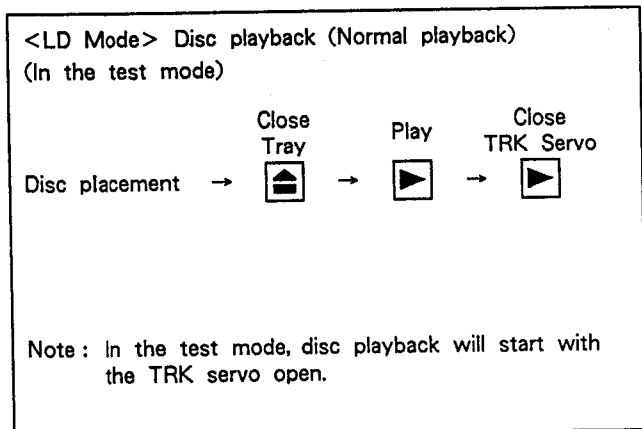 <LD Mode> Disc playback (Normal playback)
(In the test mode)
Close
Tray
Play
Close
TRK Servo
Disc placement → → →
Note : In the test mode, disc playback will start with
the TRK servo open.